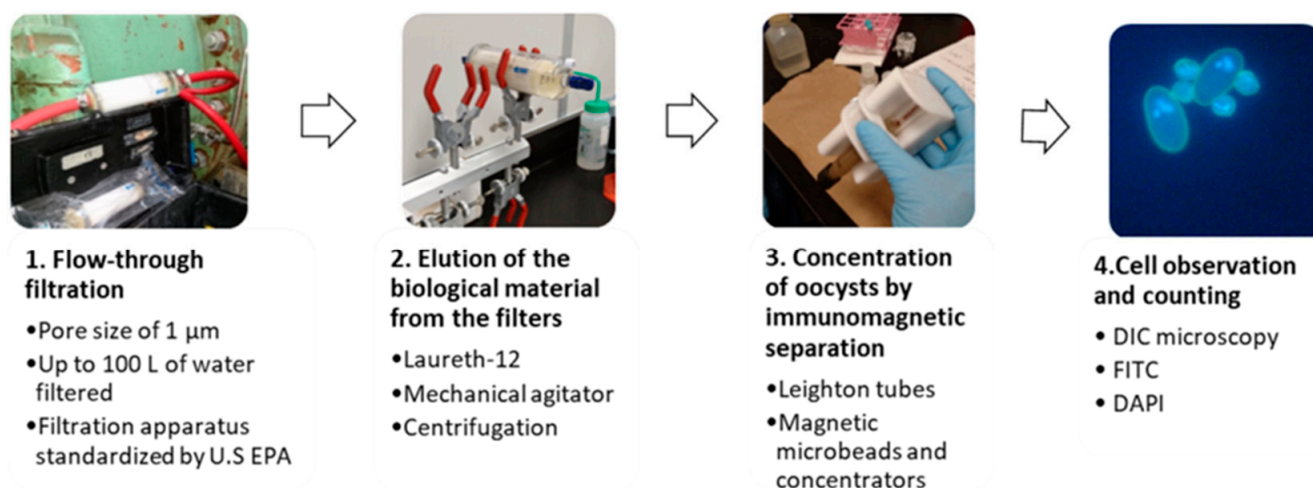 1. Flow-through
filtration
•Pore size of 1 µm
•Up to 100 L of water
filtered
•Filtration apparatus
standardized by U.S EPA
2. Elution of the
biological material
from the filters
•Laureth-12
•Mechanical agitator
•Centrifugation
3. Concentration
of oocysts by
immunomagnetic
separation
•Leighton tubes
•Magnetic
microbeads and
concentrators
4.Cell observation
and counting
• DIC microscopy
• FITC
• DAPI